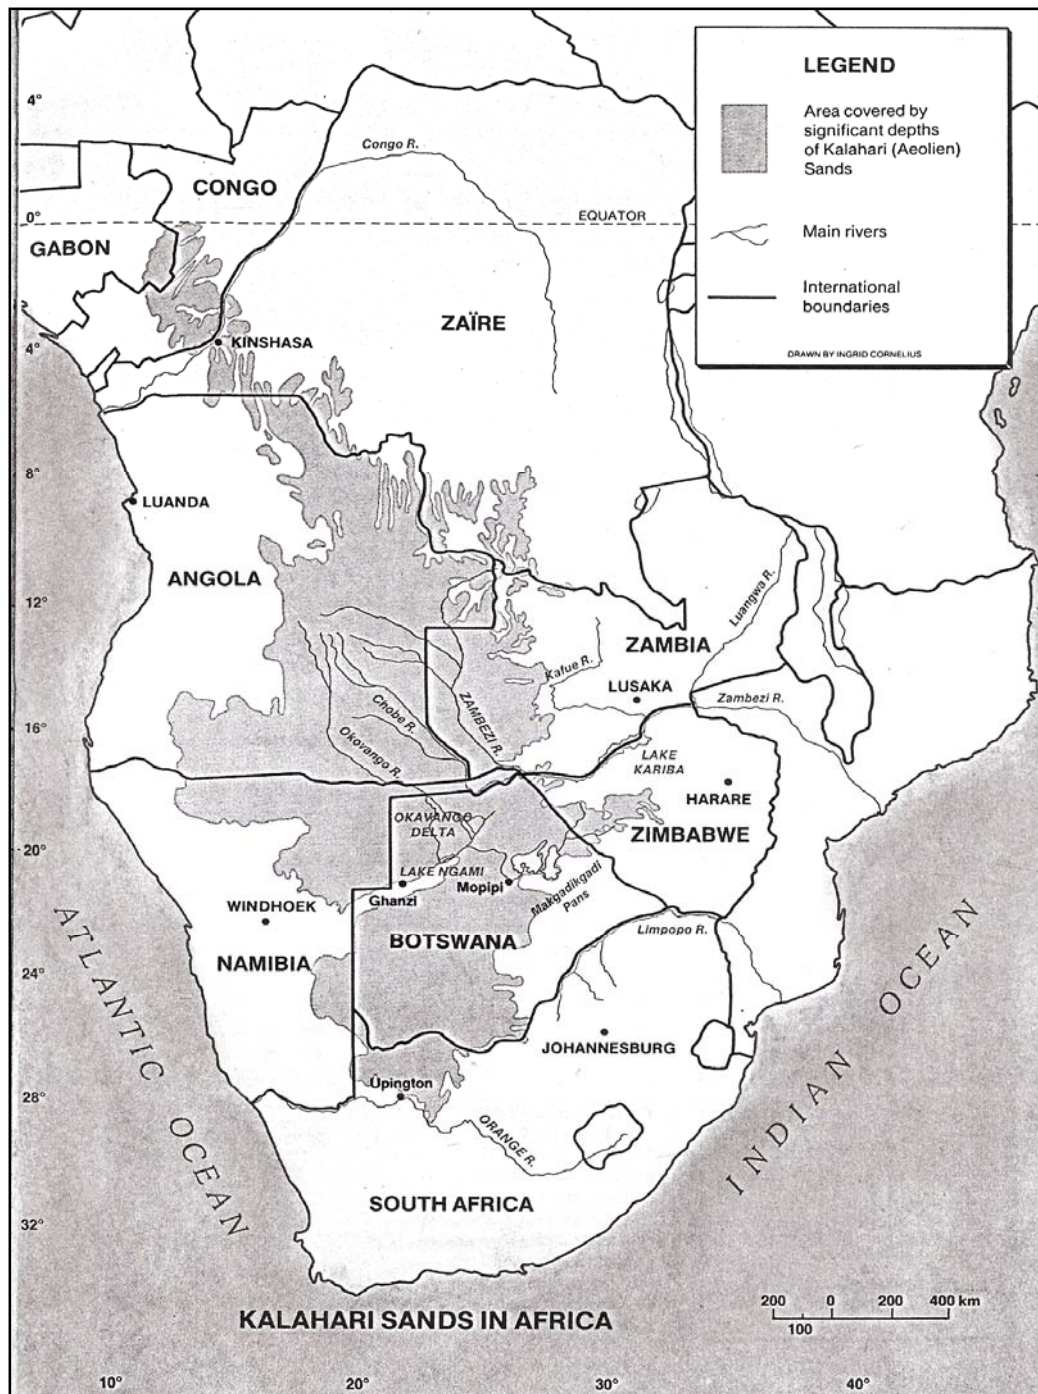 LEGEND
Area covered by
significant depths
of Kalahari (Aeolien)
Sands
Main rivers
International
boundaries
DRAWN BY INGRID CORNELIUS
4°
Congo R.
CONGO
0°
EQUATOR
GABON
ZAÏRE
KINSHASA
4°
8°
LUANDA
ANGOLA
12°
Luangwa R.
ZAMBIA
Kafue R.
LUSAKA
Zambezi R.
ZAMBEZI R.
Chobe R.
16°
Okovango R.
LAKE
KARIBA
HARARE
OKAVANGO
DELTA
ZIMBABWE
20°
LAKE NGAMI
Mopipi
Ghanzi
Makgadikgadi
Pans
WINDHOEK
BOTSWANA
Limpopo R.
NAMIBIA
24°
ATLANTIC OCEAN
INDIAN OCEAN
JOHANNESBURG
Upington
28°
ORANGE R.
SOUTH AFRICA
32°
200 0 200 400 km
100
KALAHARI SANDS IN AFRICA
10° 20° 30° 40°